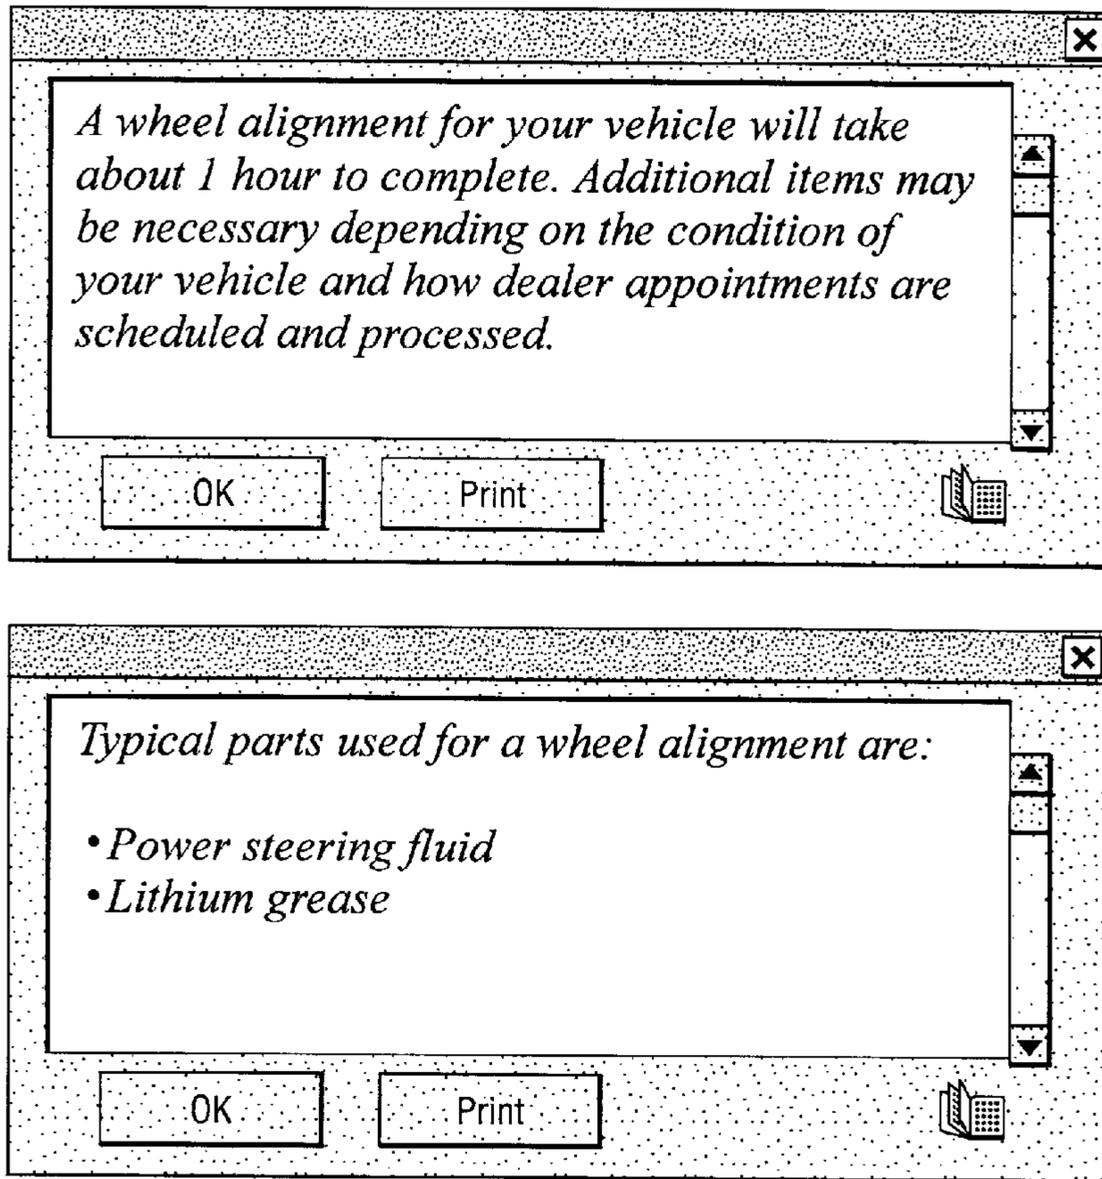 A wheel alignment for your vehicle will take
about 1 hour to complete. Additional items may
be necessary depending on the condition of
your vehicle and how dealer appointments are
scheduled and processed.
OK Print
Typical parts used for a wheel alignment are:
•Power steering fluid
•Lithium grease
OK Print